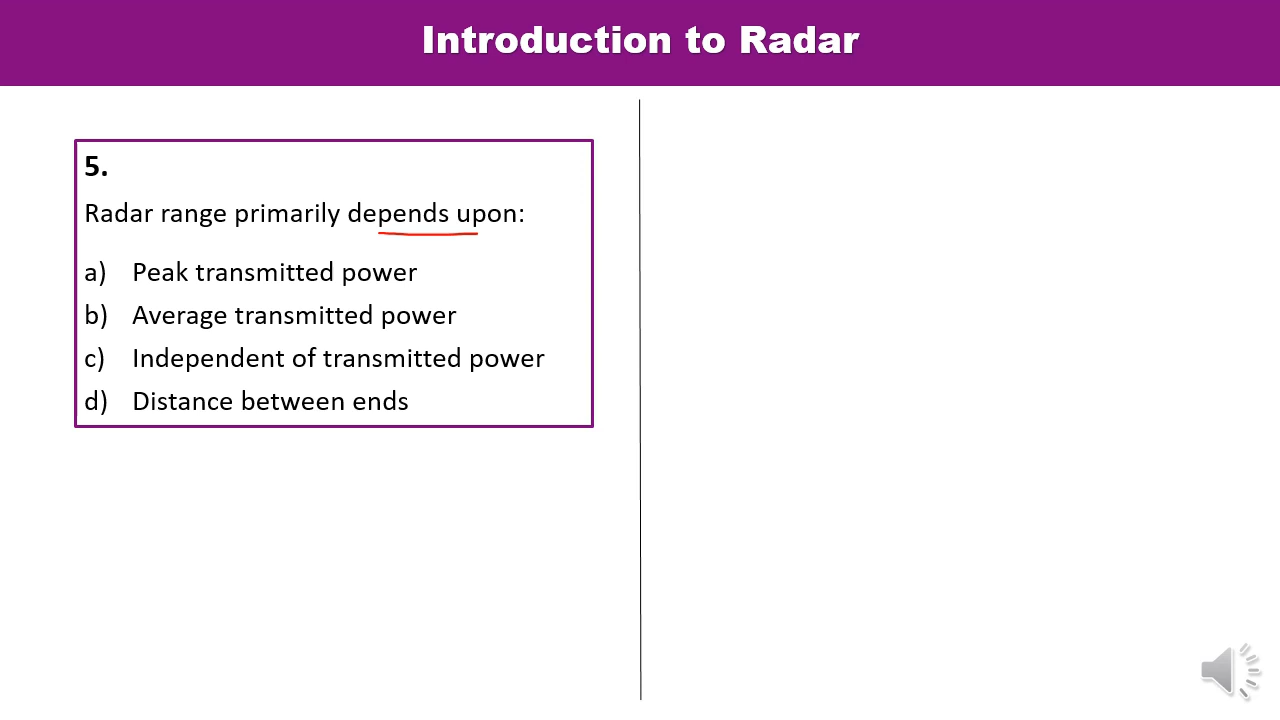 Introduction to Radar
5.
Radar range primarily depends upon:
a) Peak transmitted power
b) Average transmitted power
c) Independent of transmitted power
d) Distance between ends